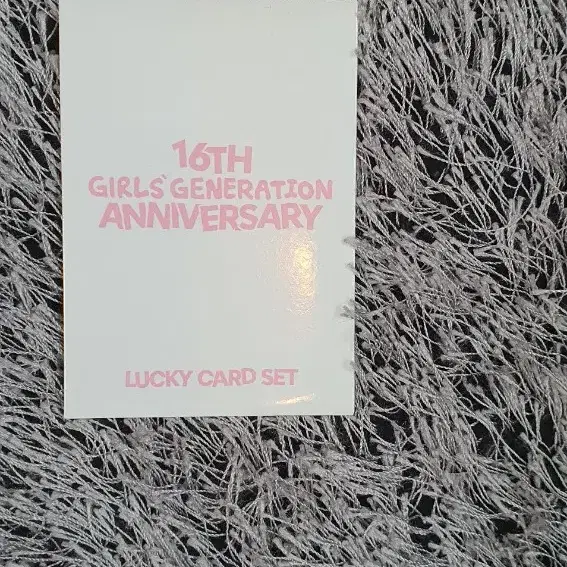 16TH
GIRLS' GENERATION
ANNIVERSARY
LUCKY CARD SET